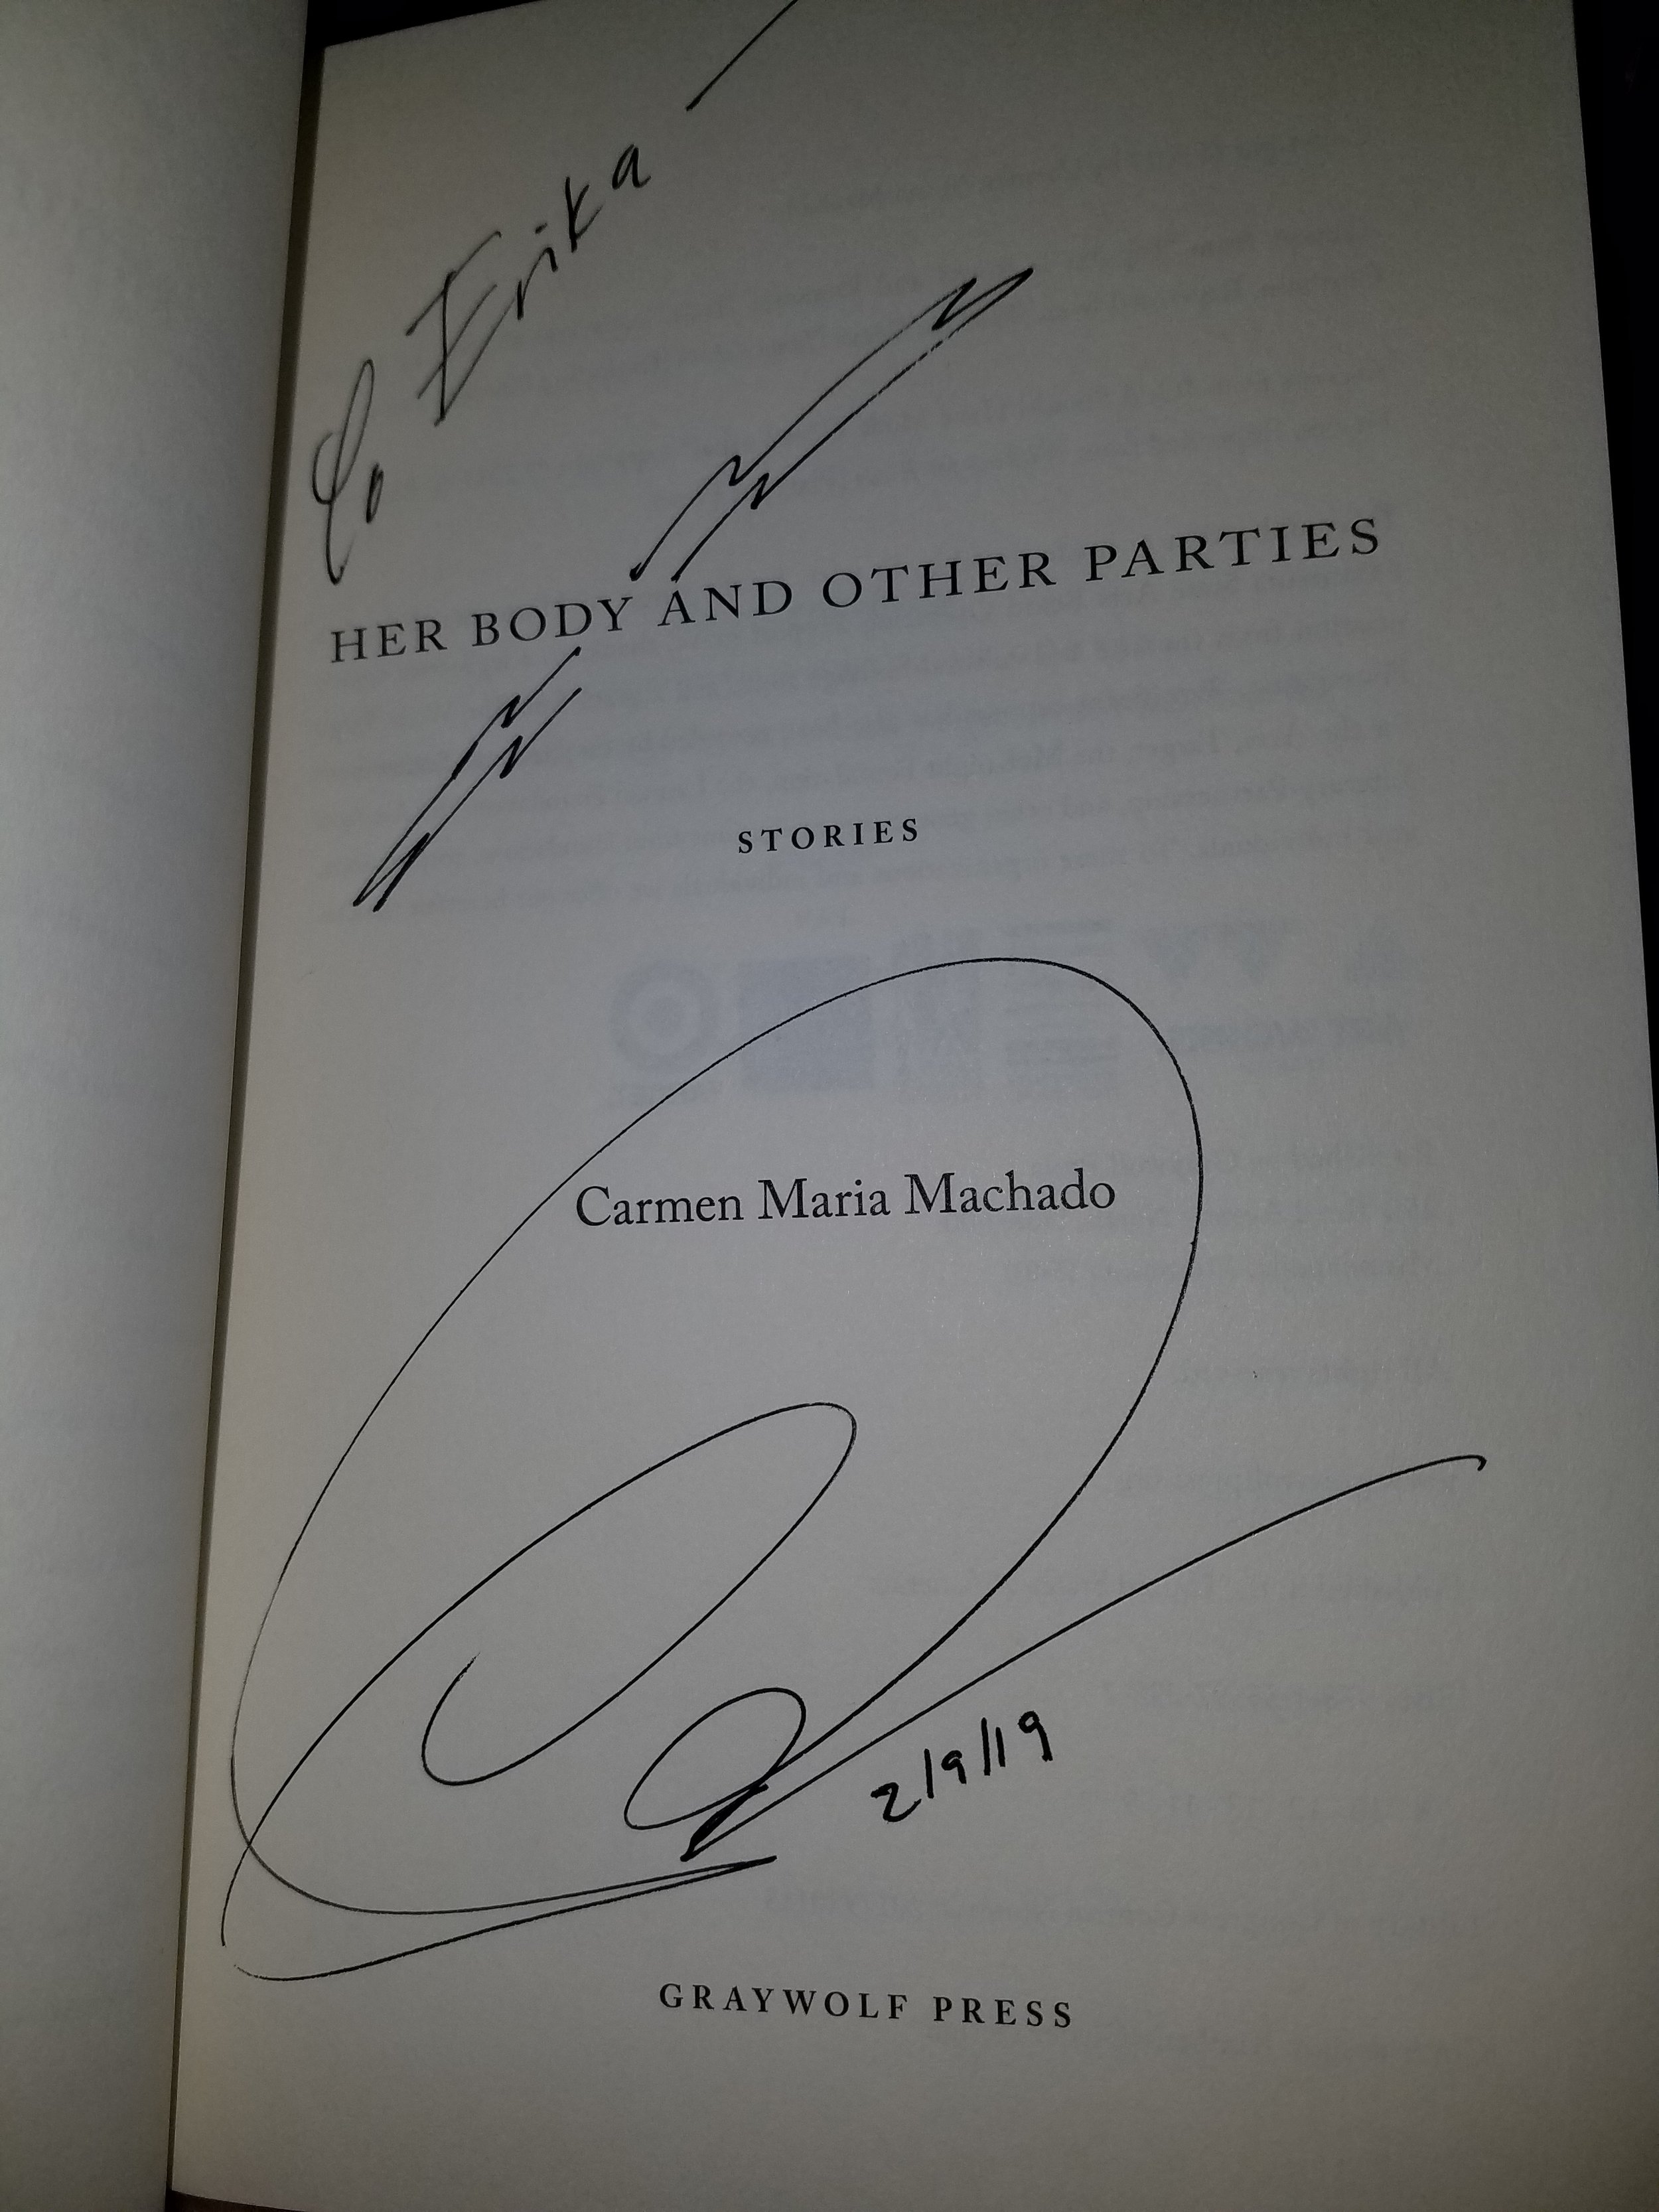 To Erika —
HER BODY AND OTHER PARTIES
STORIES
Carmen Maria Machado
2/9/19
GRAYWOLF PRESS